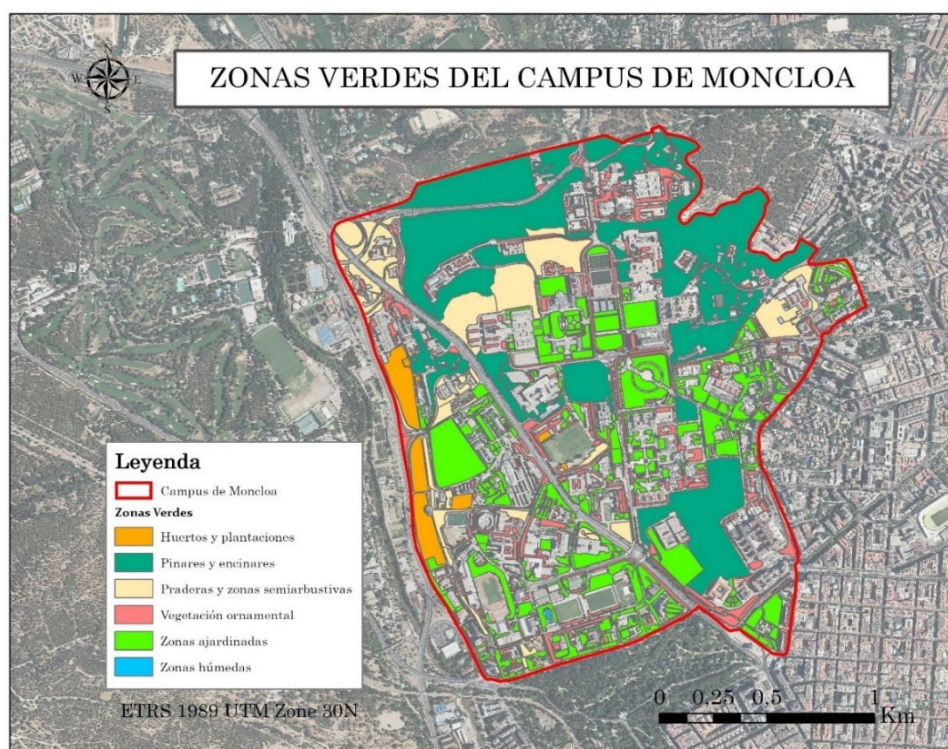 ZONAS VERDES DEL CAMPUS DE MONCLOA
N
W E
S
Leyenda
Campus de Moncloa
Zonas Verdes
Huertos y plantaciones
Pinares y encinares
Praderas y zonas semiarbustivas
Vegetación ornamental
Zonas ajardinadas
Zonas húmedas
ETRS 1989 UTM Zone 30N
0 0.25 0.5 1
Km